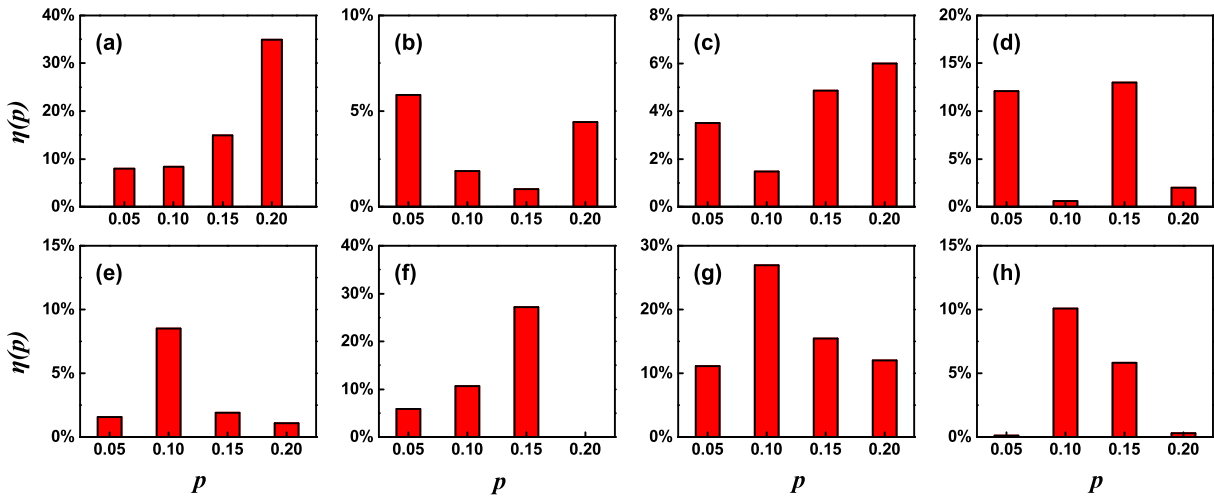 40% 10% 8% 20%
(a) (b) (c) (d)
30% 6% 15%
η(p) 20% 5% 4% 10%
10% 2% 5%
0% 0% 0% 0%
0.05 0.10 0.15 0.20 0.05 0.10 0.15 0.20 0.05 0.10 0.15 0.20 0.05 0.10 0.15 0.20
15% 40% 30% 15%
(e) (f) (g) (h)
10% 30% 20% 10%
η(p) 20%
5% 10% 10% 5%
0% 0% 0% 0%
0.05 0.10 0.15 0.20 0.05 0.10 0.15 0.20 0.05 0.10 0.15 0.20 0.05 0.10 0.15 0.20
p p p p